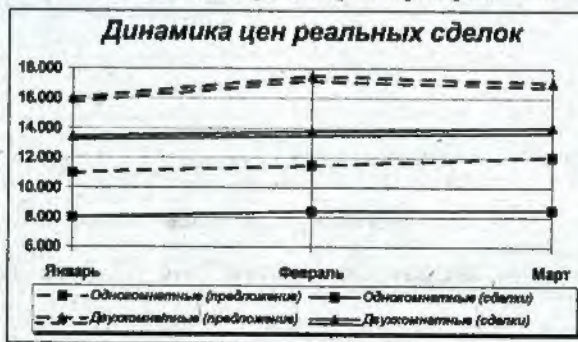 Динамика цен реальных сделок
18.000
16.000
14.000
12.000
10.000
8.000
6.000
Январь Февраль Март
Однокомнатные (предложение) Однокомнатные (сделки)
Двухкомнатные (предложение) Двухкомнатные (сделки)